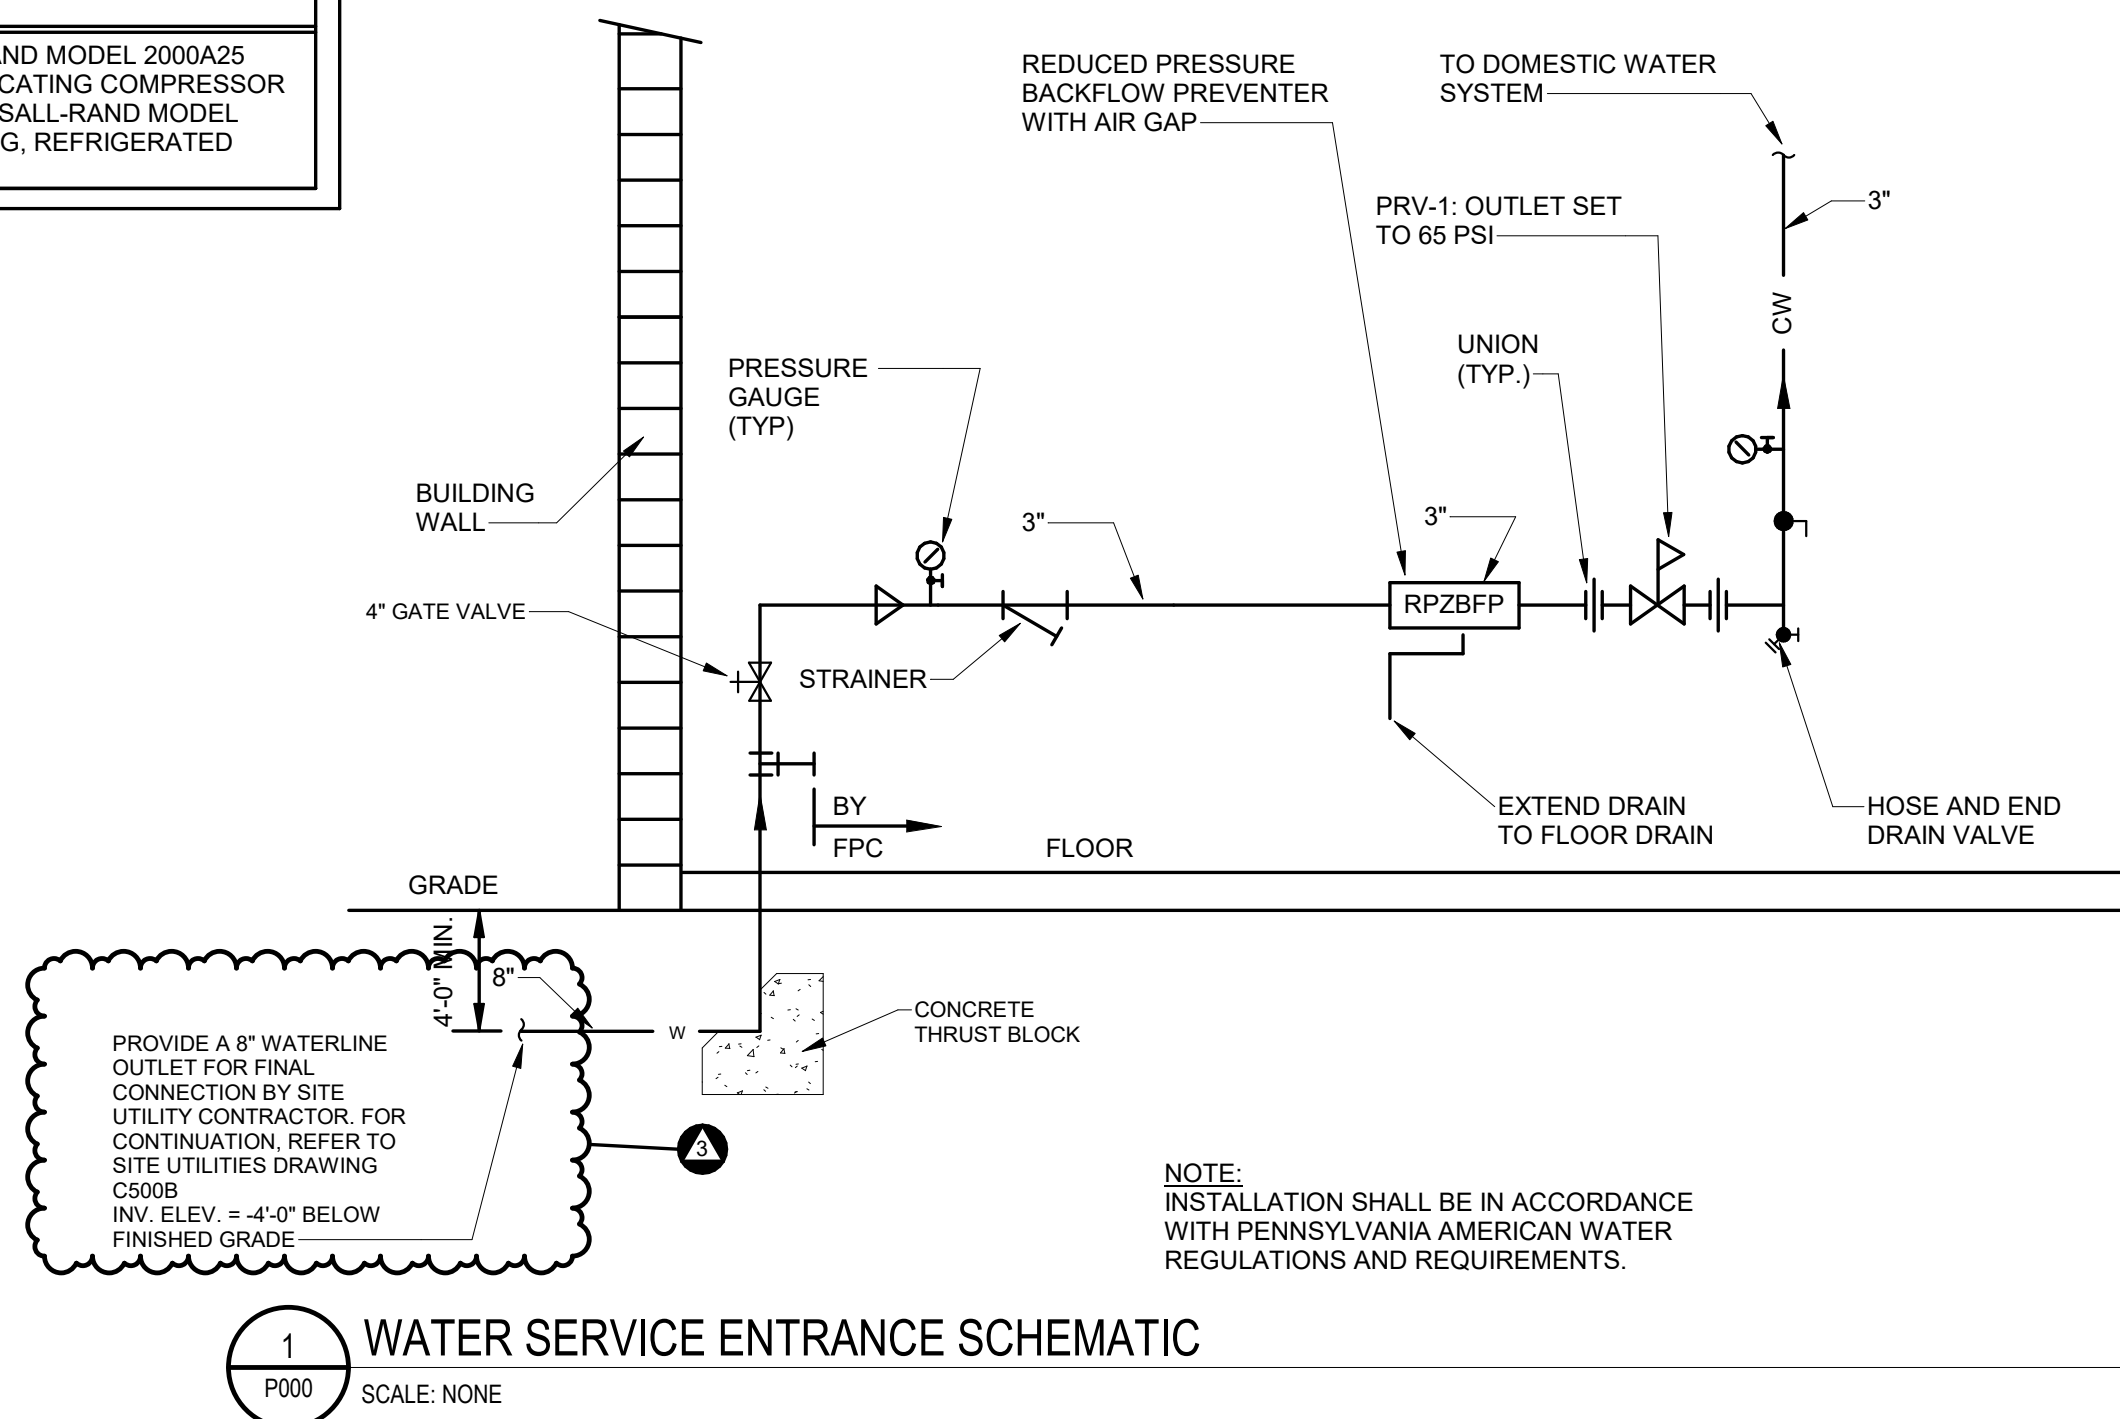 AND MODEL 2000A25
CATING COMPRESSOR
SALL-RAND MODEL
G, REFRIGERATED
REDUCED PRESSURE
BACKFLOW PREVENTER
WITH AIR GAP
TO DOMESTIC WATER
SYSTEM
PRV-1: OUTLET SET
TO 65 PSI
3"
CW
UNION
(TYP.)
PRESSURE
GAUGE
(TYP)
BUILDING
WALL
3"
3"
4" GATE VALVE
RPZBFP
STRAINER
BY
FPC
FLOOR
EXTEND DRAIN
TO FLOOR DRAIN
HOSE AND END
DRAIN VALVE
GRADE
4'-0" MIN.
8"
W
CONCRETE
THRUST BLOCK
PROVIDE A 8" WATERLINE
OUTLET FOR FINAL
CONNECTION BY SITE
UTILITY CONTRACTOR. FOR
CONTINUATION, REFER TO
SITE UTILITIES DRAWING
C500B
INV. ELEV. = -4'-0" BELOW
FINISHED GRADE
3
NOTE:
INSTALLATION SHALL BE IN ACCORDANCE
WITH PENNSYLVANIA AMERICAN WATER
REGULATIONS AND REQUIREMENTS.
1
P000
WATER SERVICE ENTRANCE SCHEMATIC
SCALE: NONE